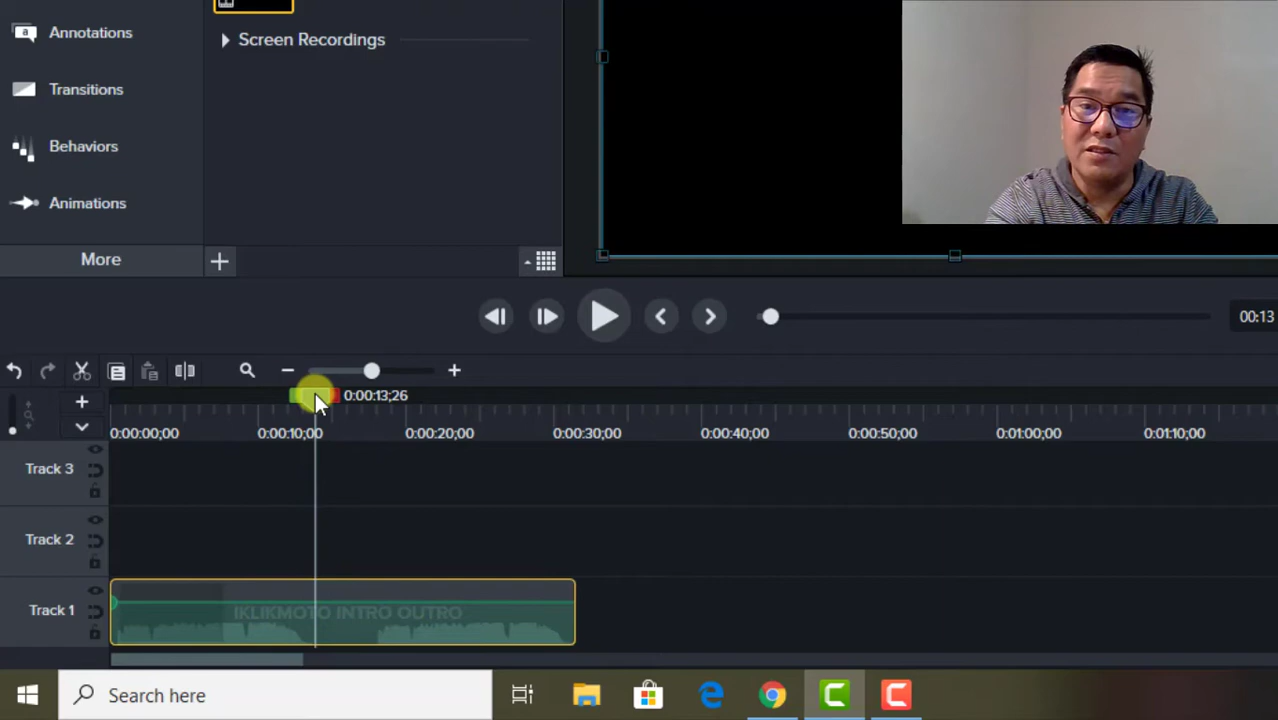 Annotations
Screen Recordings
Transitions
Behaviors
Animations
More
00:13
0:00:13;26
0:00:00;00 0:00:10;00 0:00:20;00 0:00:30;00 0:00:40;00 0:00:50;00 0:01:00;00 0:01:10;00
Track 3
Track 2
Track 1
IKLIKMOTO INTRO OUTRO
Search here